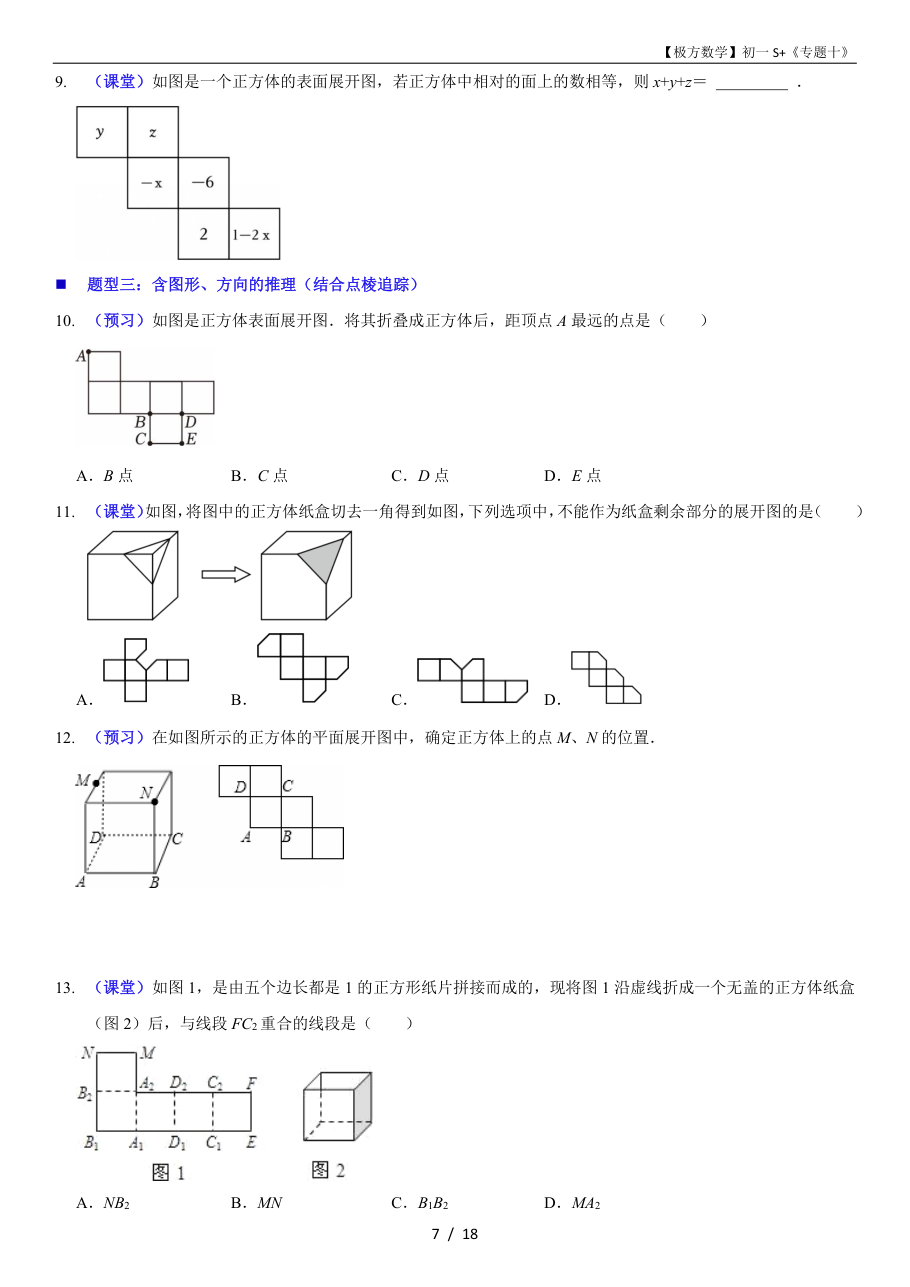 【极方数学】初一 S+《专题十》
9. （课堂）如图是一个正方体的表面展开图，若正方体中相对的面上的数相等，则 x+y+z＝ _________ ．
y z
－x －6
2 1－2 x
■ 题型三：含图形、方向的推理（结合点棱追踪）
10. （预习）如图是正方体表面展开图．将其折叠成正方体后，距顶点 A 最远的点是（　　）
A
B D
C E
A．B 点 B．C 点 C．D 点 D．E 点
11. （课堂）如图，将图中的正方体纸盒切去一角得到如图，下列选项中，不能作为纸盒剩余部分的展开图的是（　　）
A． B． C． D．
12. （预习）在如图所示的正方体的平面展开图中，确定正方体上的点 M、N 的位置．
M N D C A B
D C
A B
13. （课堂）如图 1，是由五个边长都是 1 的正方形纸片拼接而成的，现将图 1 沿虚线折成一个无盖的正方体纸盒
（图 2）后，与线段 FC₂ 重合的线段是（　　）
N M
B₂ A₂ D₂ C₂ F
B₁ A₁ D₁ C₁ E
图 1 图 2
A．NB₂ B．MN C．B₁B₂ D．MA₂
7 / 18